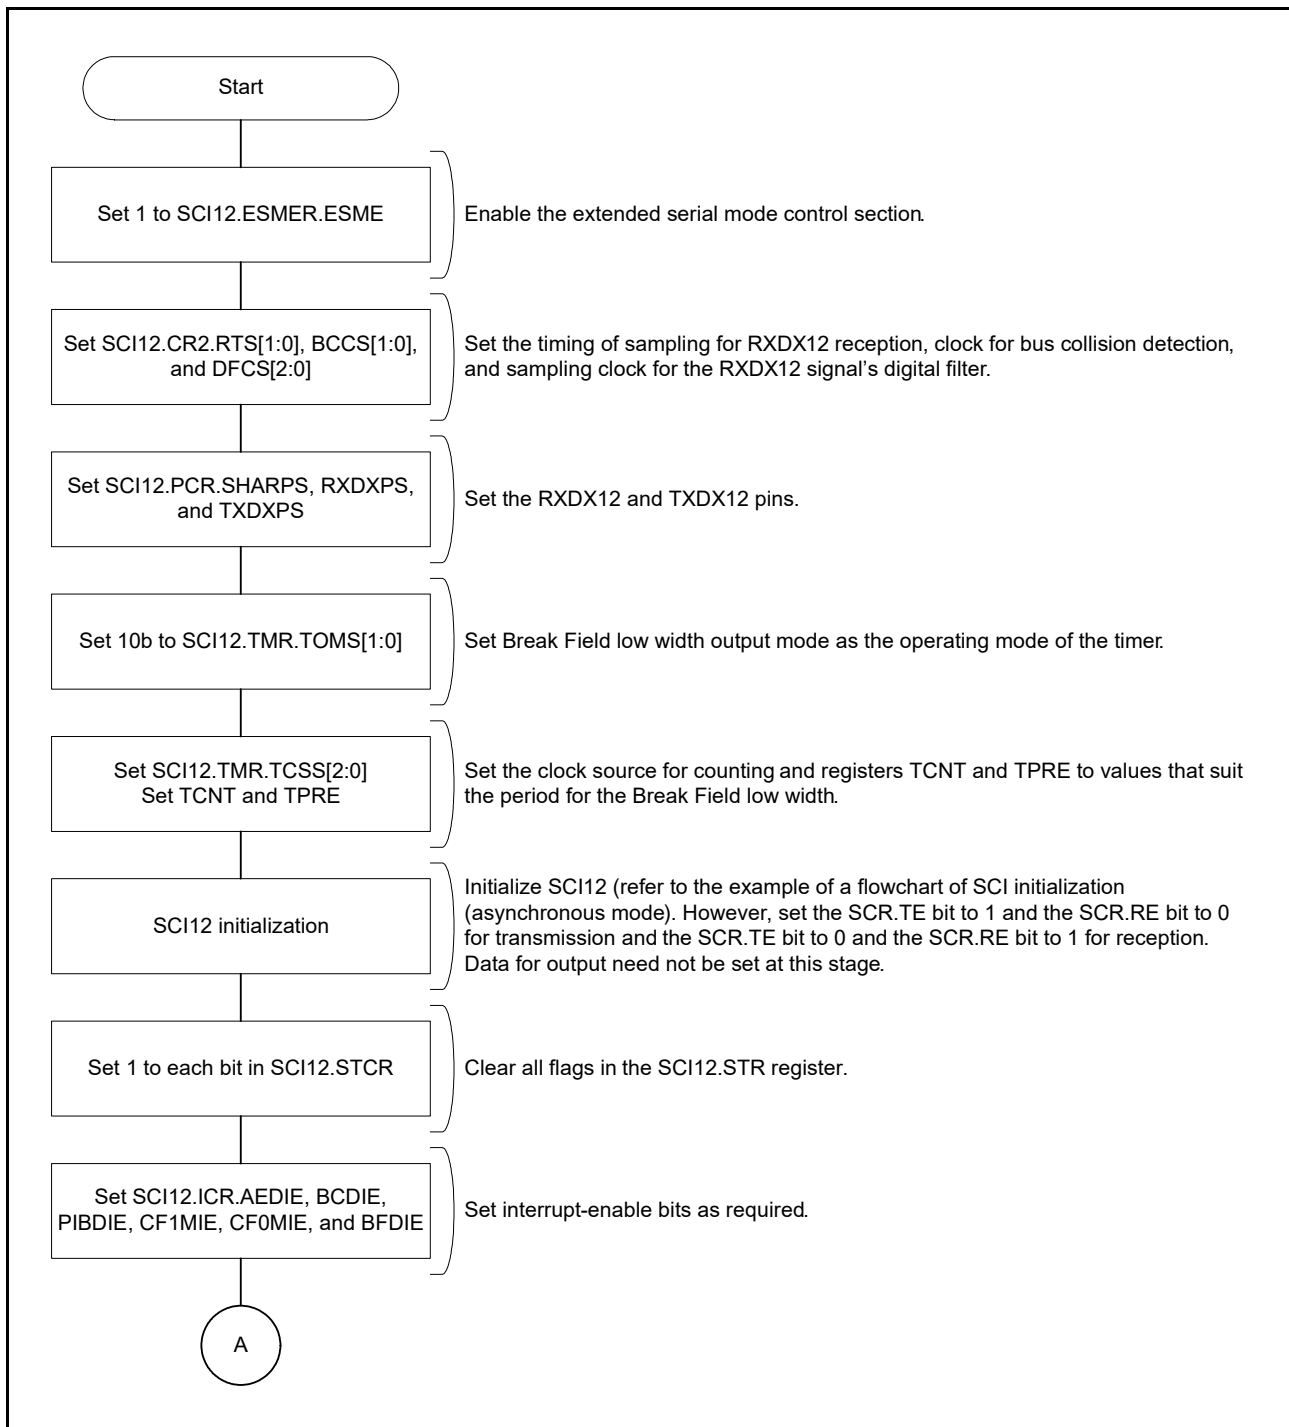 Start
Set 1 to SCI12.ESMER.ESME
Enable the extended serial mode control section.
Set SCI12.CR2.RTS[1:0], BCCS[1:0],
and DFCS[2:0]
Set the timing of sampling for RXDX12 reception, clock for bus collision detection,
and sampling clock for the RXDX12 signal's digital filter.
Set SCI12.PCR.SHARPS, RXDXPS,
and TXDXPS
Set the RXDX12 and TXDX12 pins.
Set 10b to SCI12.TMR.TOMS[1:0]
Set Break Field low width output mode as the operating mode of the timer.
Set SCI12.TMR.TCSS[2:0]
Set TCNT and TPRE
Set the clock source for counting and registers TCNT and TPRE to values that suit
the period for the Break Field low width.
SCI12 initialization
Initialize SCI12 (refer to the example of a flowchart of SCI initialization
(asynchronous mode). However, set the SCR.TE bit to 1 and the SCR.RE bit to 0
for transmission and the SCR.TE bit to 0 and the SCR.RE bit to 1 for reception.
Data for output need not be set at this stage.
Set 1 to each bit in SCI12.STCR
Clear all flags in the SCI12.STR register.
Set SCI12.ICR.AEDIE, BCDIE,
PIBDIE, CF1MIE, CF0MIE, and BFDIE
Set interrupt-enable bits as required.
A